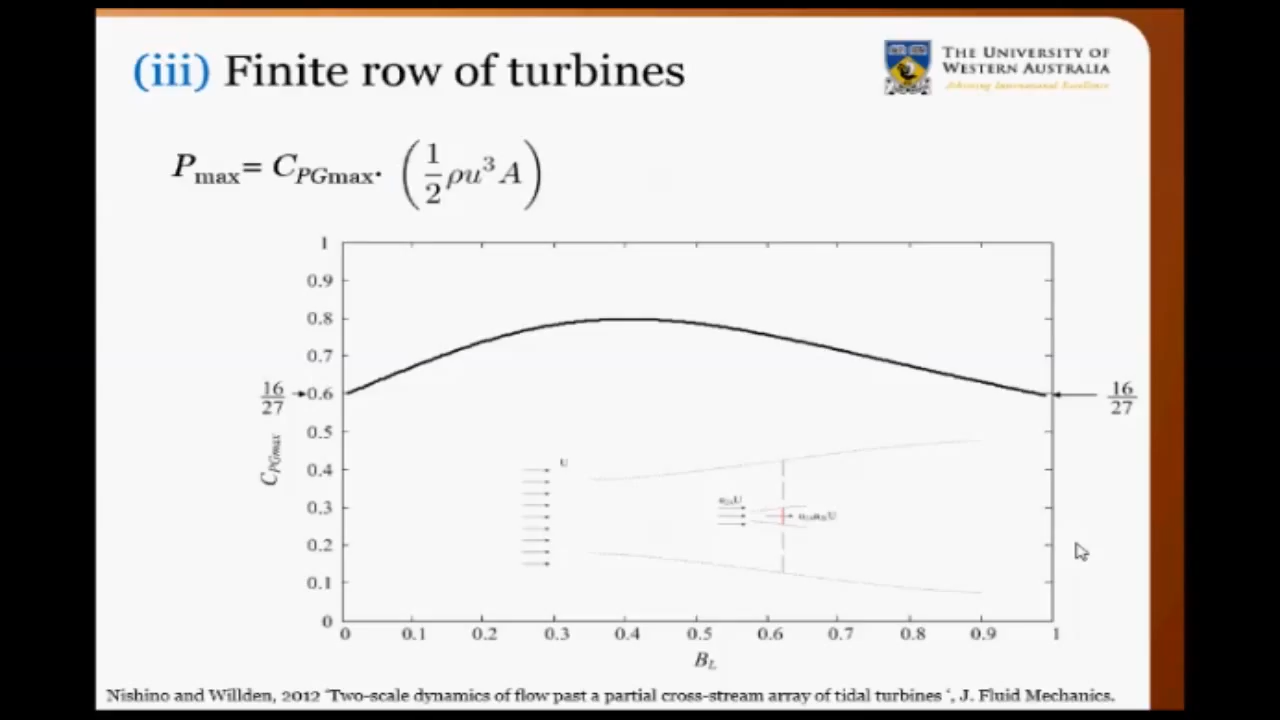 (iii) Finite row of turbines
THE UNIVERSITY OF
WESTERN AUSTRALIA
Achieving International Excellence
Pmax= CPGmax. (1/2 ρu³A)
1
0.9
0.8
0.7
0.6
0.5
0.4
0.3
0.2
0.1
0
16/27
16/27
CPGmax
U
0
0.1
0.2
0.3
0.4
0.5
0.6
0.7
0.8
0.9
1
BL
Nishino and Willden, 2012 'Two-scale dynamics of flow past a partial cross-stream array of tidal turbines ', J. Fluid Mechanics.